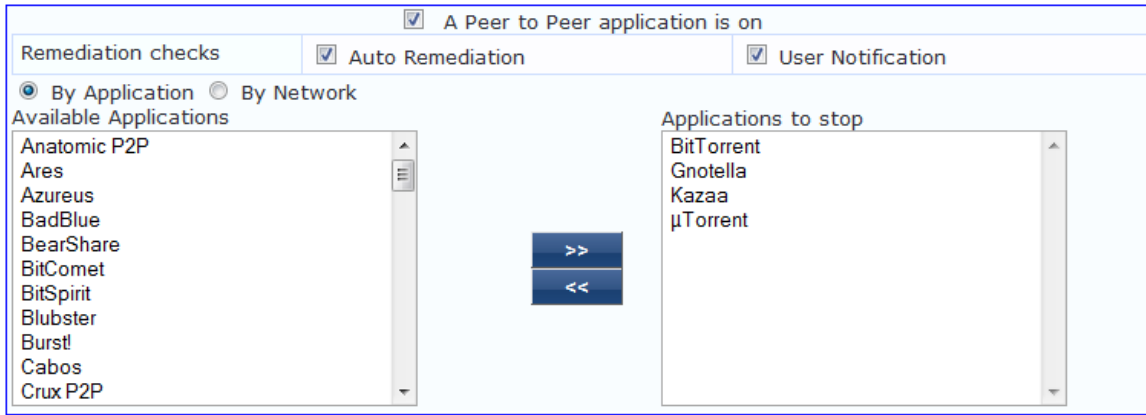 A Peer to Peer application is on
Remediation checks
Auto Remediation
User Notification
By Application By Network
Available Applications
Anatomic P2P
Ares
Azureus
BadBlue
BearShare
BitComet
BitSpirit
Blubster
Burst!
Cabos
Crux P2P
>>
<<
Applications to stop
BitTorrent
Gnotella
Kazaa
µTorrent